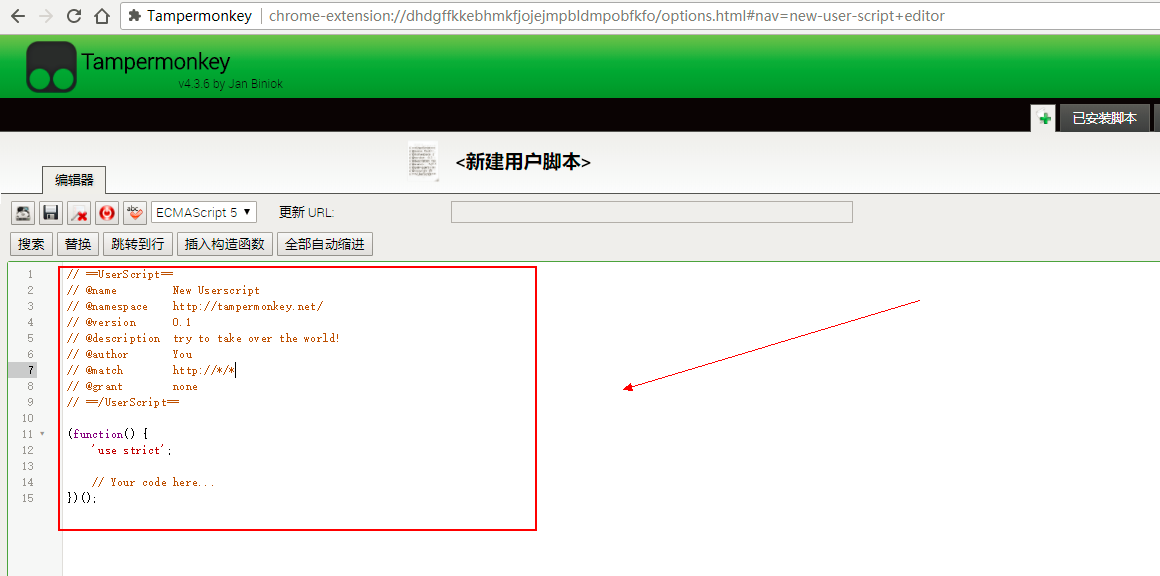 Tampermonkey chrome-extension://dhdgffkkebhmkfjojejmpbldmpobfkfo/options.html#nav=new-user-script+editor
Tampermonkey
v4.3.6 by Jan Biniok
已安装脚本
<新建用户脚本>
编辑器
abc ECMAScript 5 更新 URL:
搜索 替换 跳转到行 插入构造函数 全部自动缩进
1 // ==UserScript==
2 // @name New Userscript
3 // @namespace http://tampermonkey.net/
4 // @version 0.1
5 // @description try to take over the world!
6 // @author You
7 // @match http://*/*
8 // @grant none
9 // ==/UserScript==
10
11 (function() {
12 'use strict';
13
14 // Your code here...
15 })();